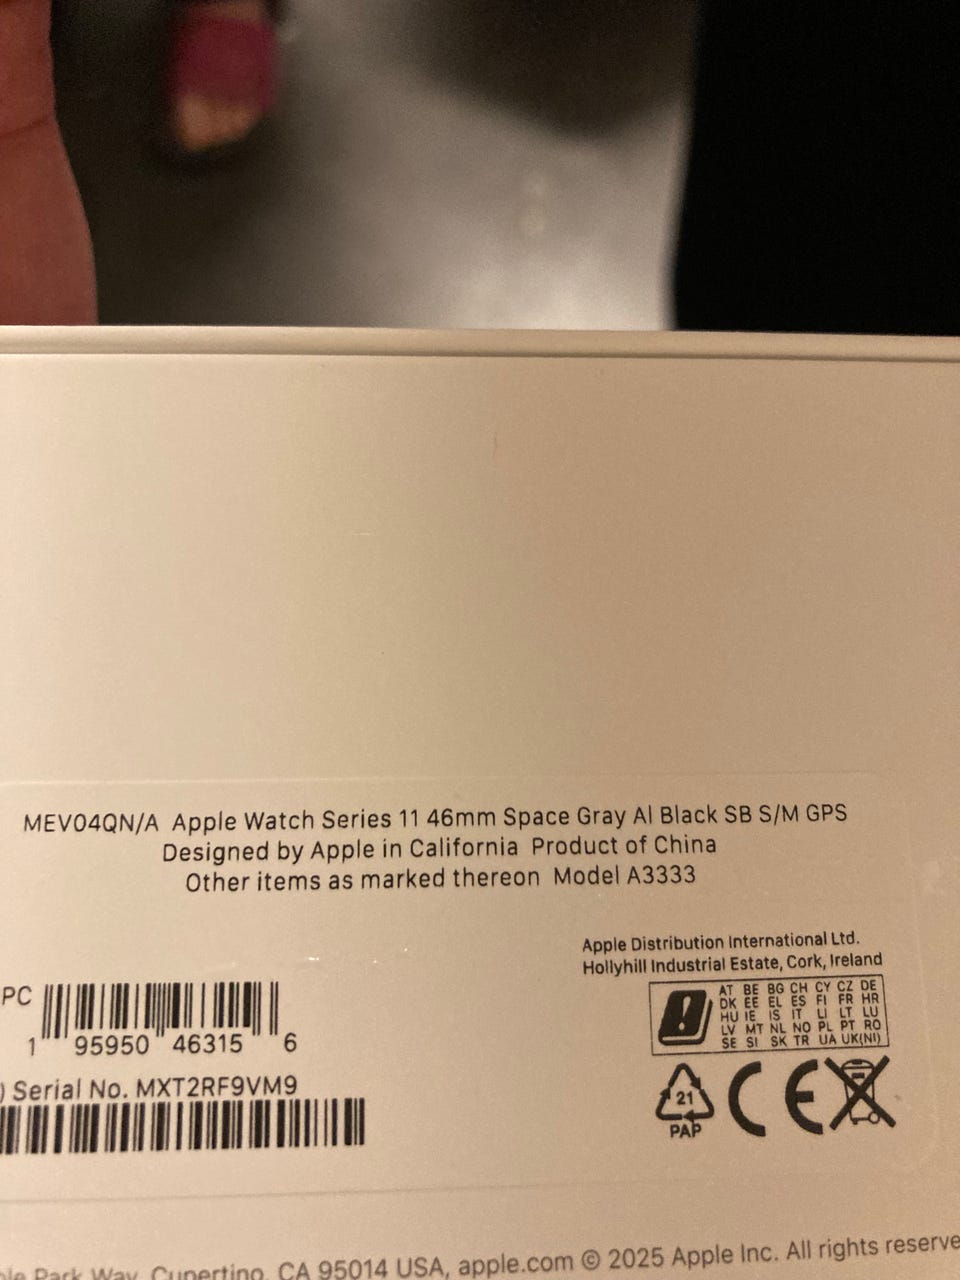 MEV04QN/A Apple Watch Series 11 46mm Space Gray Al Black SB S/M GPS
Designed by Apple in California Product of China
Other items as marked thereon Model A3333
Apple Distribution International Ltd.
Hollyhill Industrial Estate, Cork, Ireland
AT BE BG CH CY CZ DE
DK EE EL ES FI FR HR
HU IE IS IT LI LT LU
LV MT NL NO PL PT RO
SE SI SK TR UA UK(NI)
PC
1 95950 46315 6
) Serial No. MXT2RF9VM9
21
PAP
CE
Park Way, Cupertino, CA 95014 USA, apple.com © 2025 Apple Inc. All rights reserve